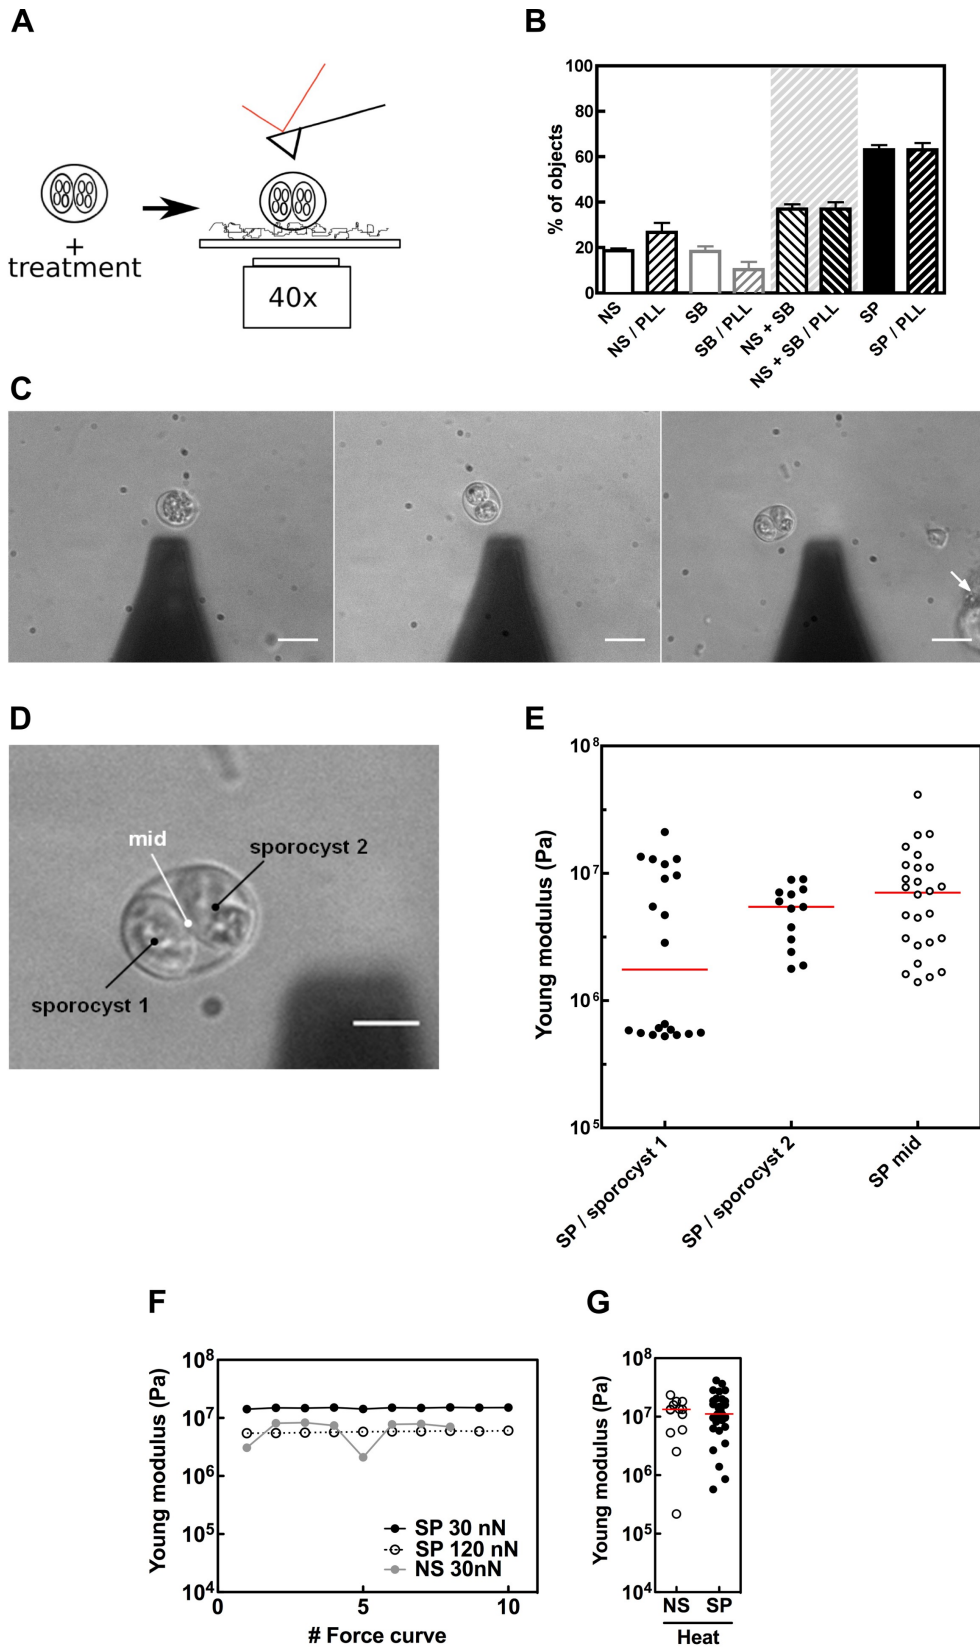 A
+
treatment
40x
B
% of objects
100
80
60
40
20
0
NS
NS / PLL
SB
SB / PLL
NS + SB
NS + SB / PLL
SP
SP / PLL
C
D
mid
sporocyst 2
sporocyst 1
E
Young modulus (Pa)
10⁸
10⁷
10⁶
10⁵
SP / sporocyst 1
SP / sporocyst 2
SP mid
F
Young modulus (Pa)
10⁸
10⁷
10⁶
10⁵
10⁴
SP 30 nN
SP 120 nN
NS 30nN
0 5 10
# Force curve
G
Young modulus (Pa)
10⁸
10⁷
10⁶
10⁵
10⁴
NS SP
Heat